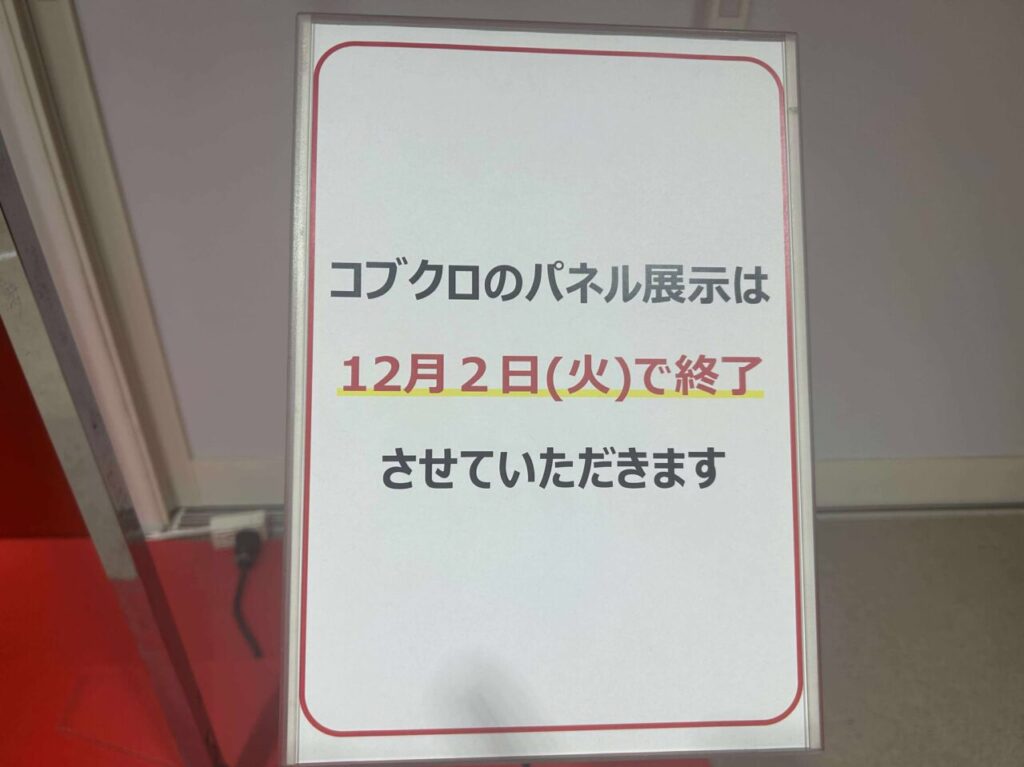 コブクロのパネル展示は
12月２日(火)で終了
させていただきます